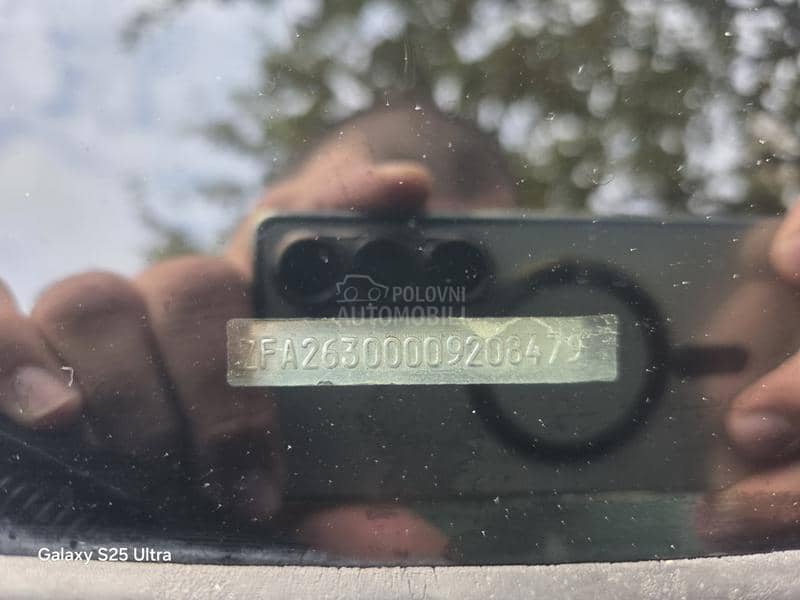 POLOVNI
AUTOMOBILI
ZFA26300009208479
Galaxy S25 Ultra